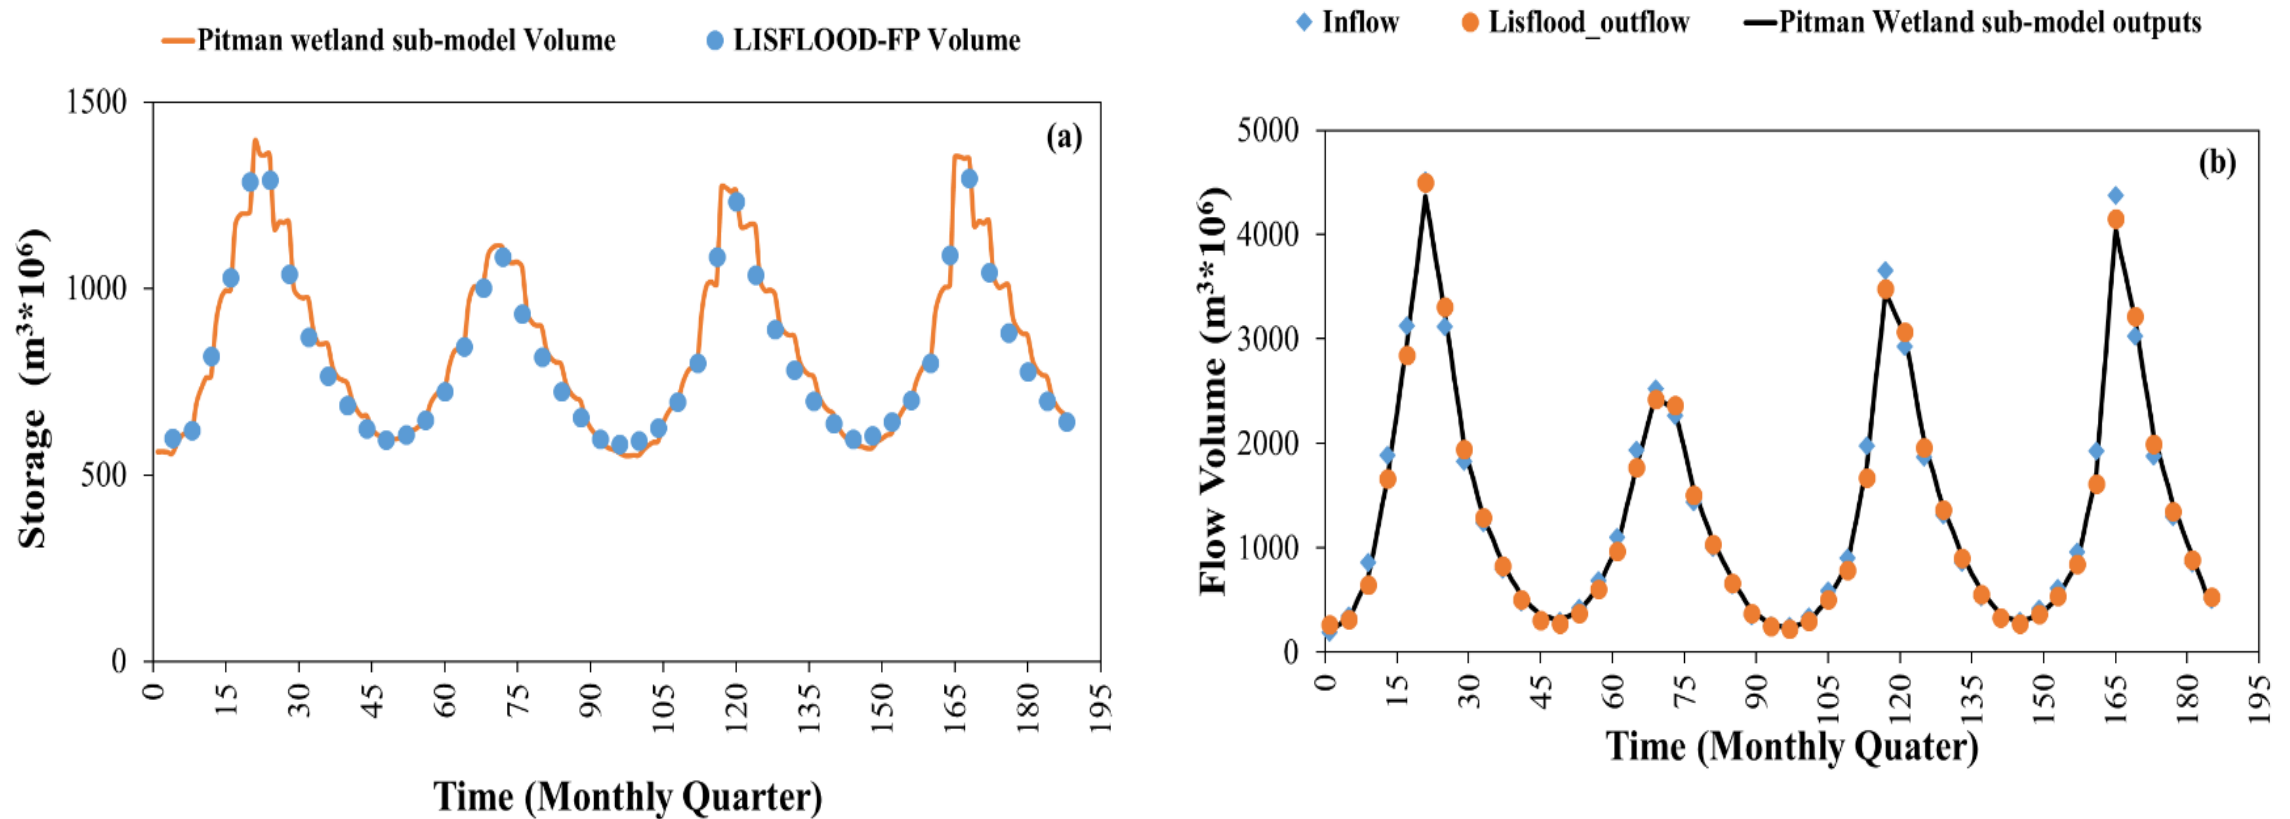 Pitman wetland sub-model Volume
LISFLOOD-FP Volume
1500
1000
500
0
Storage (m³*10⁶)
(a)
0 15 30 45 60 75 90 105 120 135 150 165 180 195
Time (Monthly Quarter)
Inflow
Lisflood_outflow
Pitman Wetland sub-model outputs
5000
4000
3000
2000
1000
0
Flow Volume (m³*10⁶)
(b)
0 15 30 45 60 75 90 105 120 135 150 165 180 195
Time (Monthly Quater)